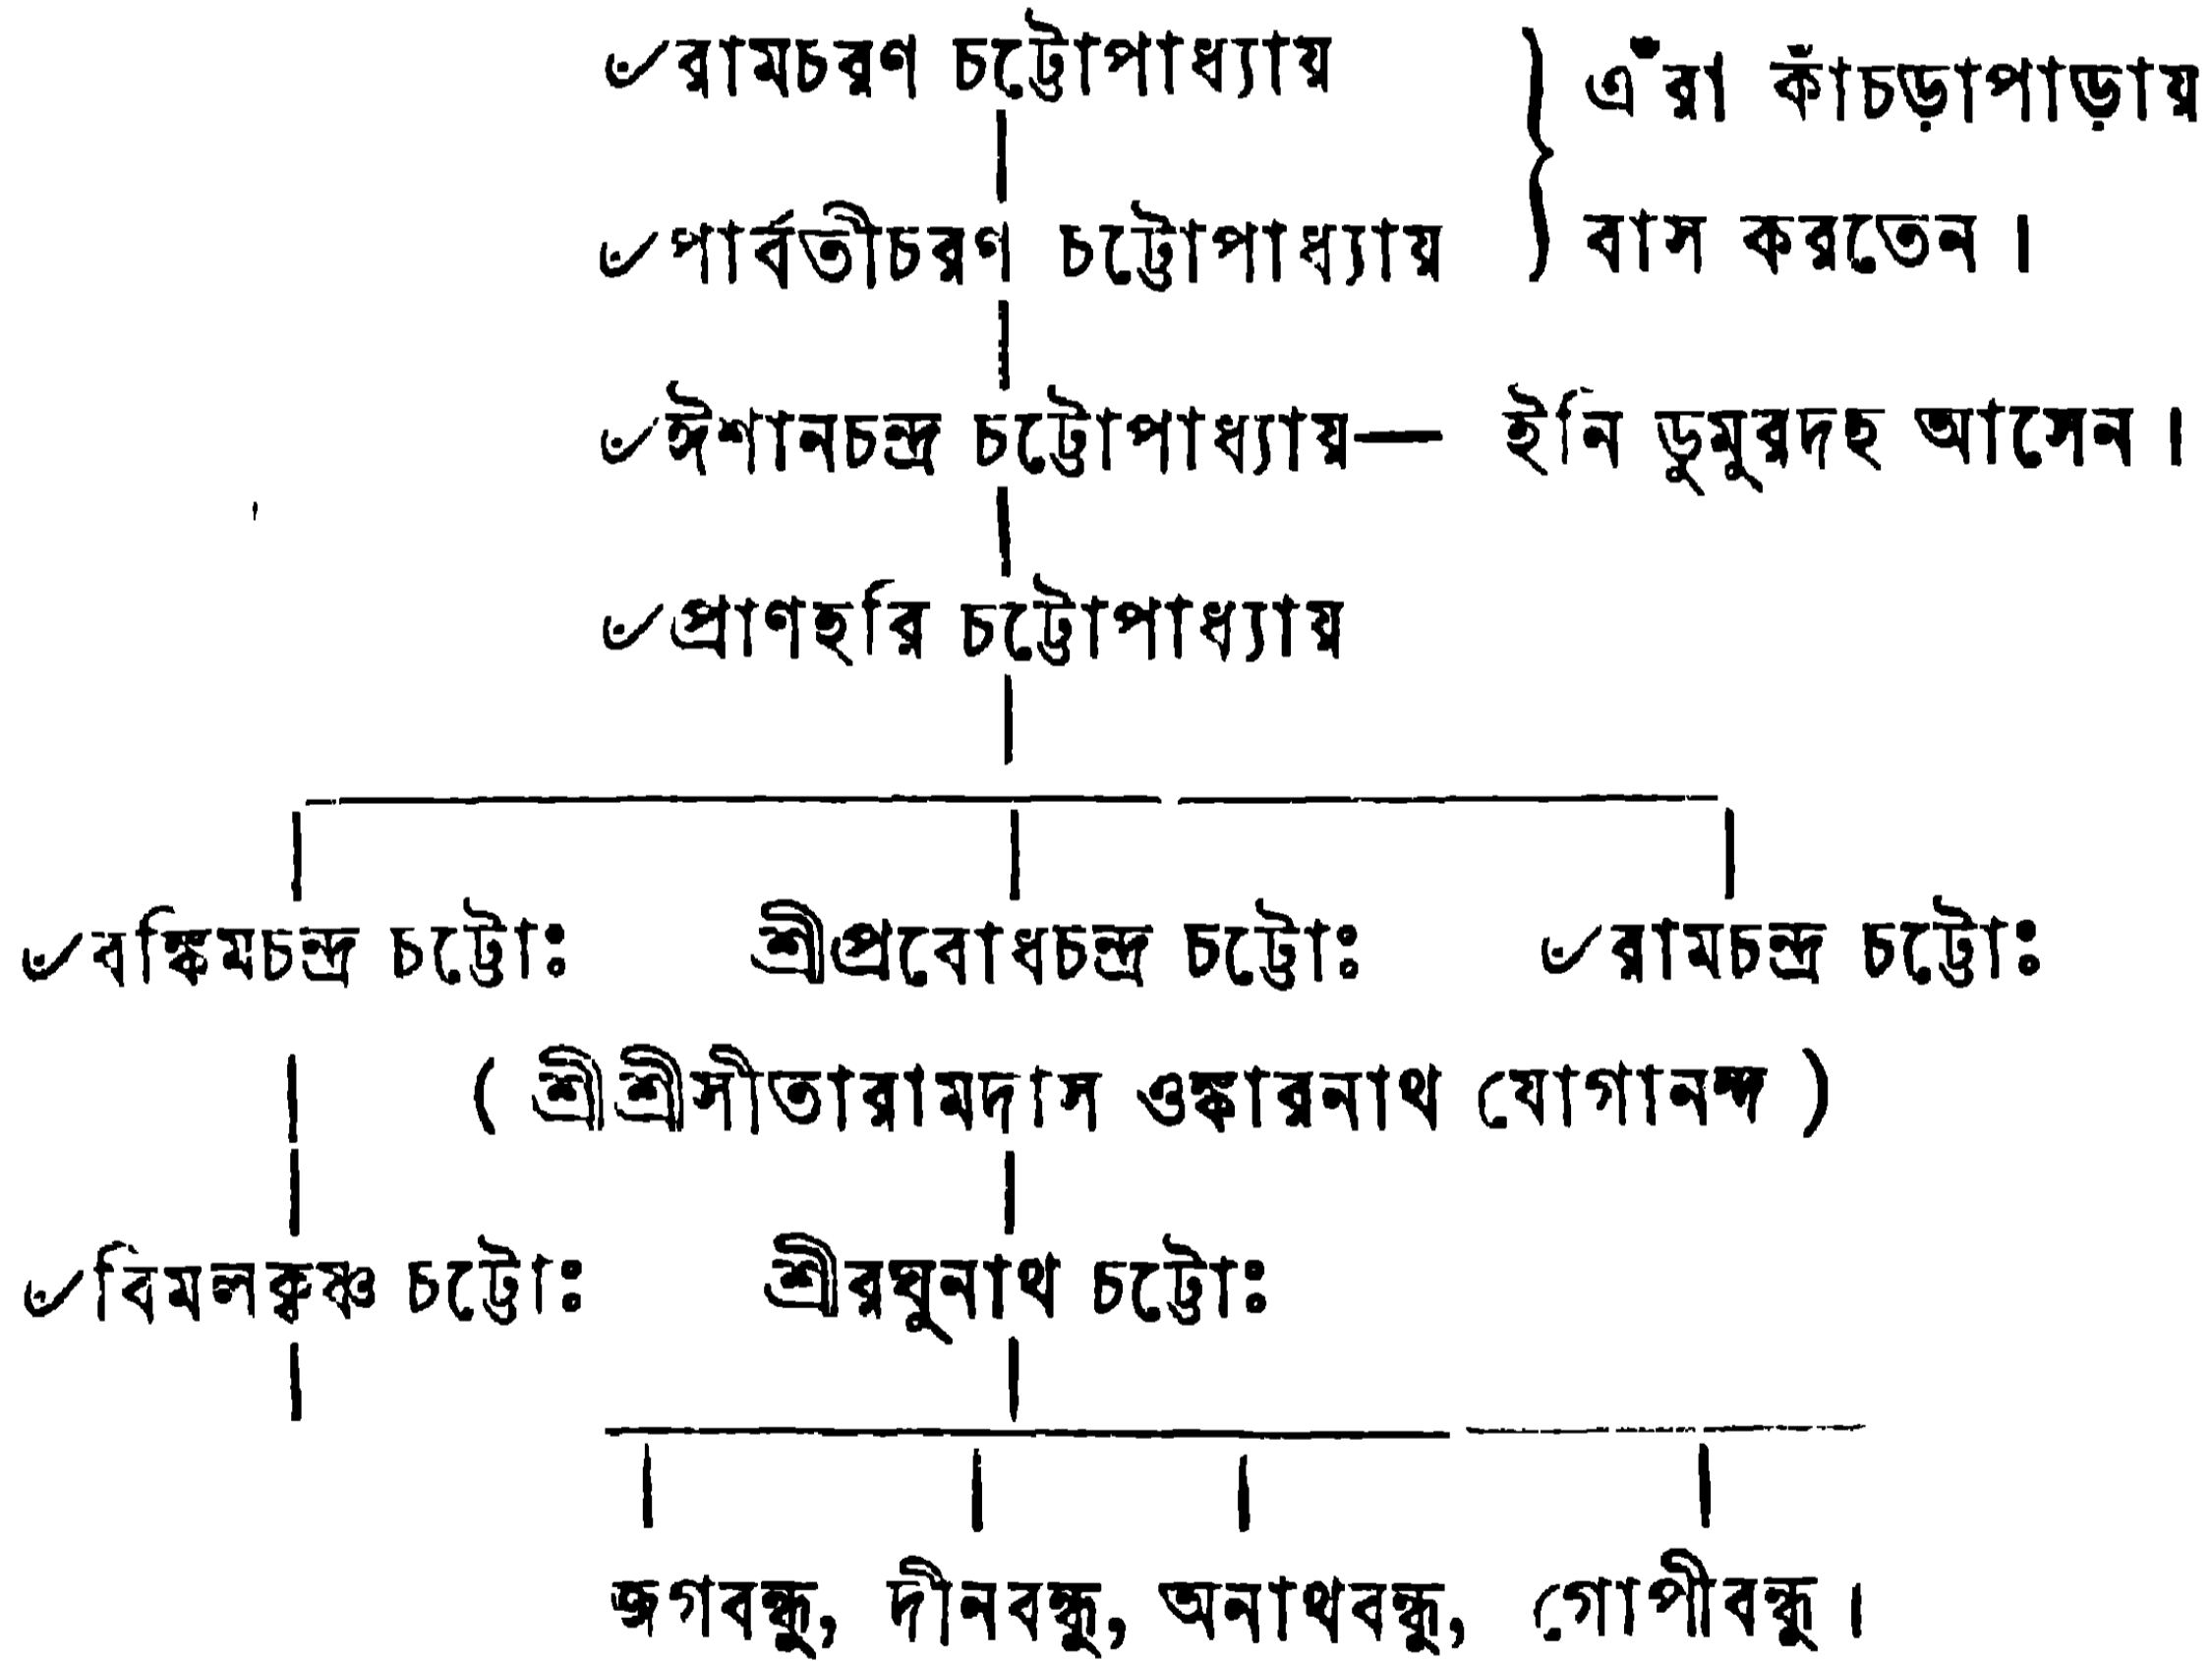 ৺রামচরণ চট্টোপাধ্যায়
এঁরা কাঁচড়াপাড়ায়
৺পার্বতীচরণ চট্টোপাধ্যায়
বাস করতেন ।
৺ঈশানচন্দ্র চট্টোপাধ্যায়— ইনি ডুমুরদহ আসেন ।
৺প্রাণহরি চট্টোপাধ্যায়
৺বঙ্কিমচন্দ্র চট্টোঃ শ্রীপ্রবোধচন্দ্র চট্টোঃ ৺রামচন্দ্র চট্টোঃ
( শ্রীশ্রীসীতারামদাস ওঙ্কারনাথ যোগানন্দ )
৺বিমলকৃষ্ণ চট্টোঃ শ্রীরঘুনাথ চট্টোঃ
জগবন্ধু, দীনবন্ধু, অনাথবন্ধু, গোপীবন্ধু ।